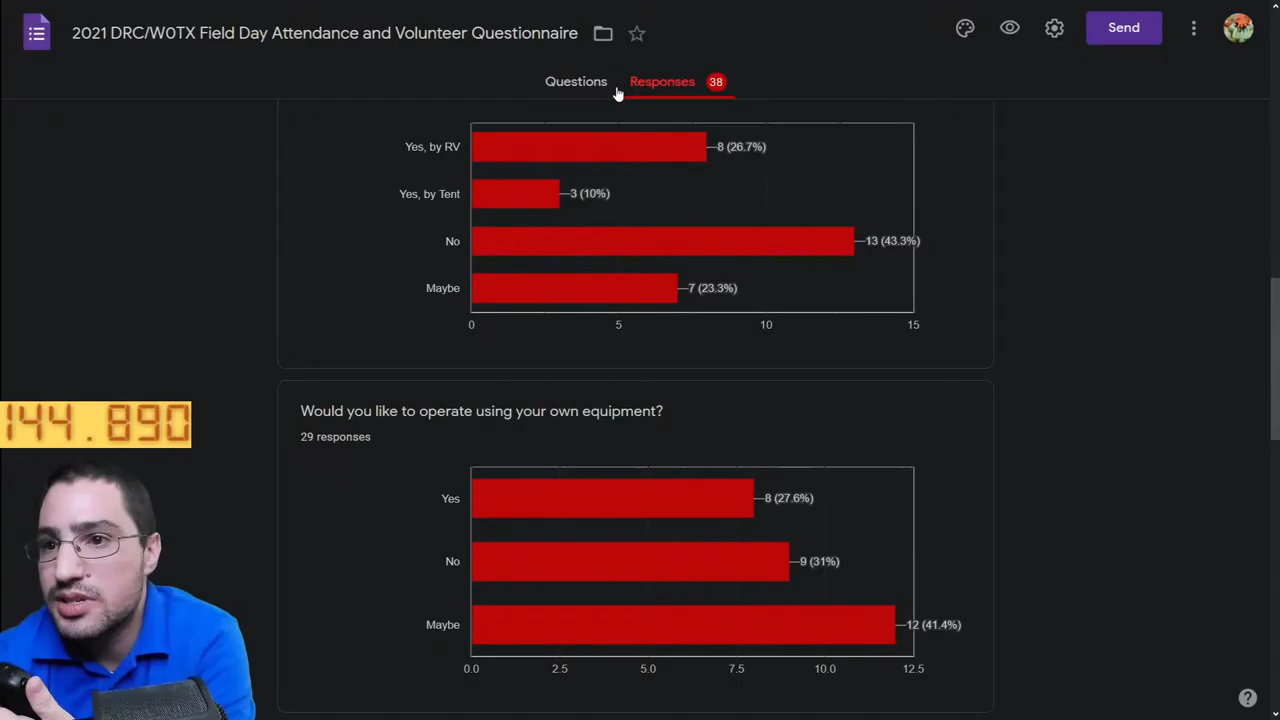 2021 DRC/W0TX Field Day Attendance and Volunteer Questionnaire
Send
Questions
Responses 38
Yes, by RV 8 (26.7%)
Yes, by Tent 3 (10%)
No 13 (43.3%)
Maybe 7 (23.3%)
0 5 10 15
144.890
Would you like to operate using your own equipment?
29 responses
Yes 8 (27.6%)
No 9 (31%)
Maybe 12 (41.4%)
0.0 2.5 5.0 7.5 10.0 12.5